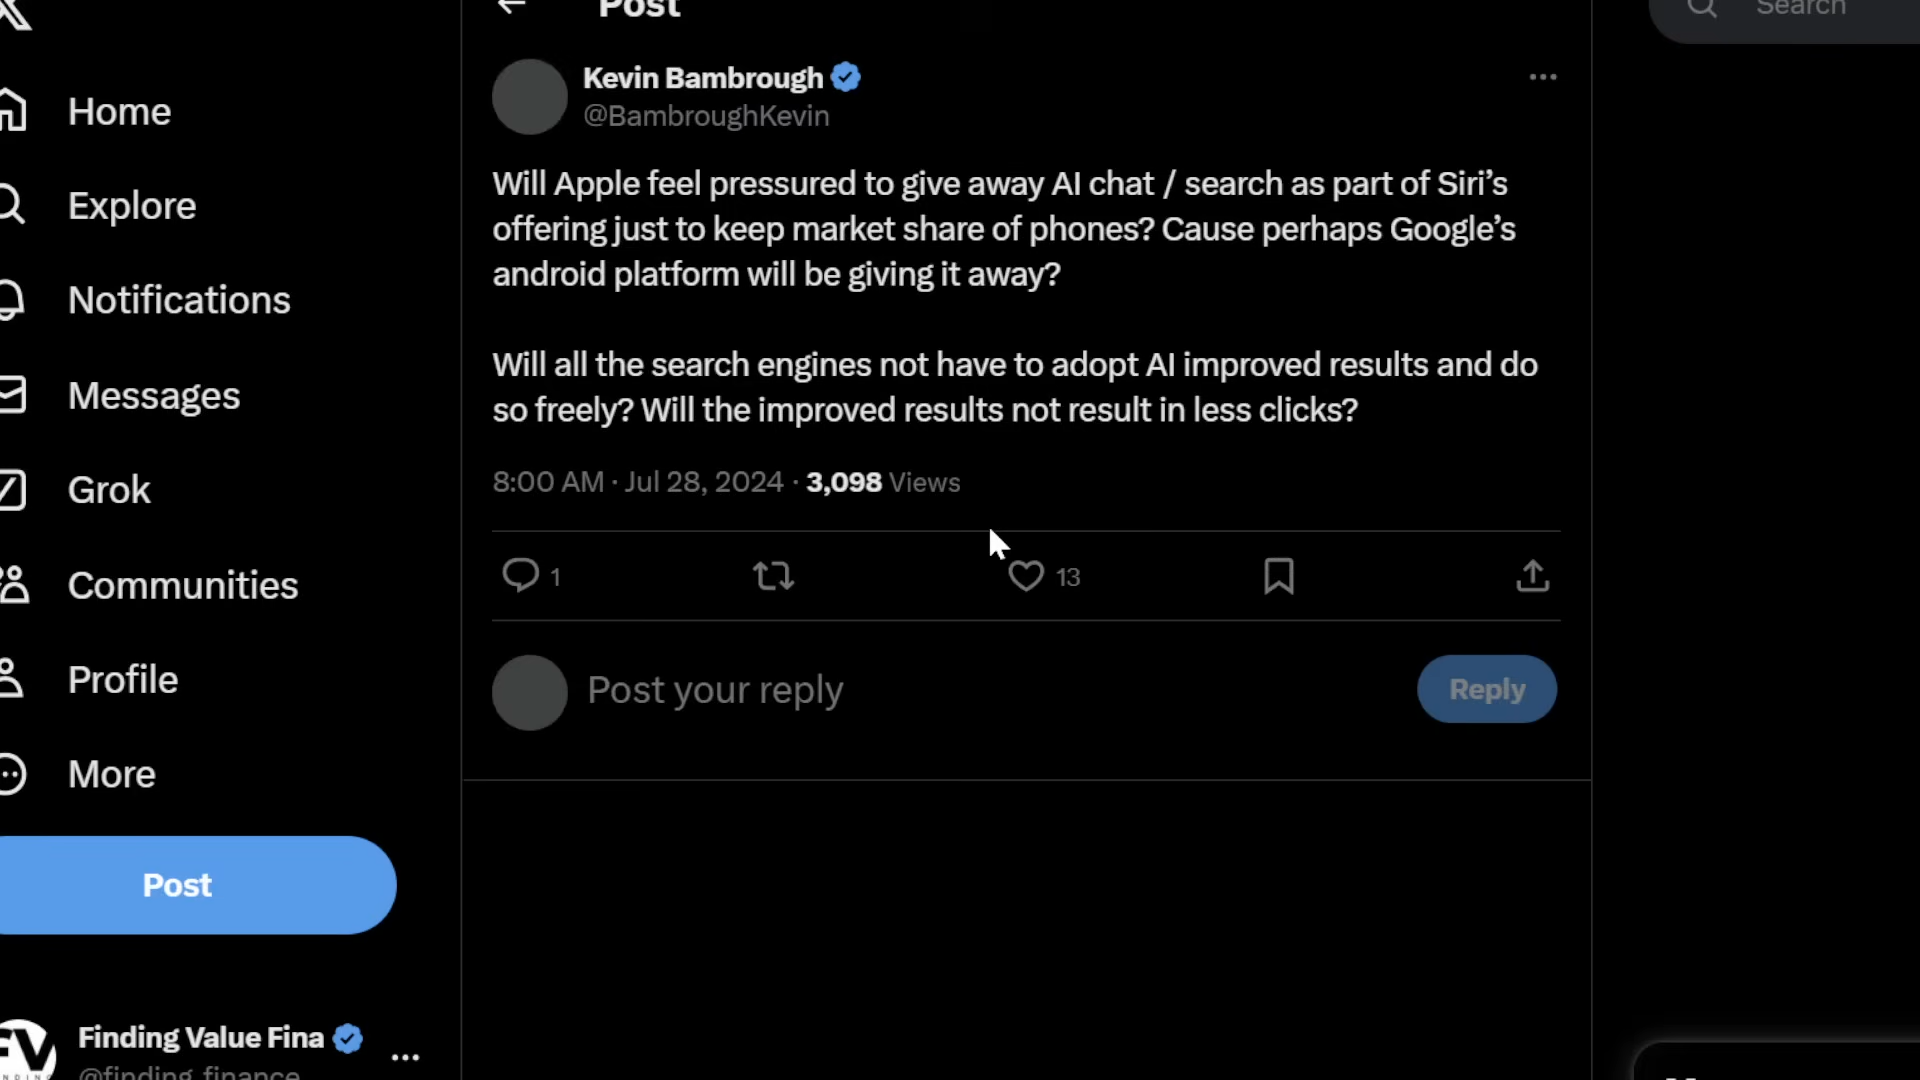 Post
Search
Home
Explore
Notifications
Messages
Grok
Communities
Profile
More
Post
Finding Value Fina
@finding_finance
Kevin Bambrough
@BambroughKevin
Will Apple feel pressured to give away AI chat / search as part of Siri’s
offering just to keep market share of phones? Cause perhaps Google’s
android platform will be giving it away?
Will all the search engines not have to adopt AI improved results and do
so freely? Will the improved results not result in less clicks?
8:00 AM · Jul 28, 2024 · 3,098 Views
1
13
Post your reply
Reply